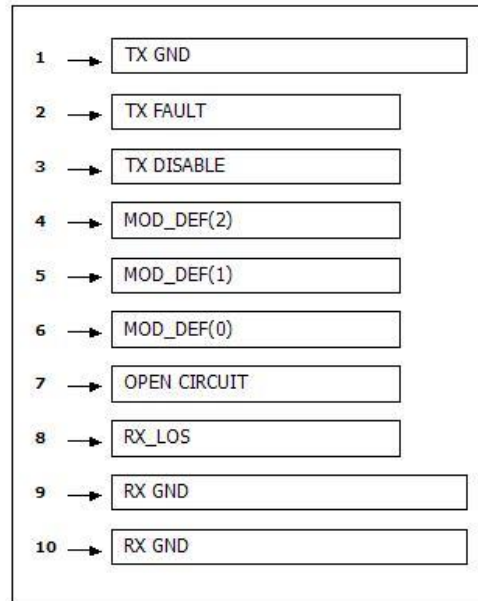 1 TX GND
2 TX FAULT
3 TX DISABLE
4 MOD_DEF(2)
5 MOD_DEF(1)
6 MOD_DEF(0)
7 OPEN CIRCUIT
8 RX_LOS
9 RX GND
10 RX GND